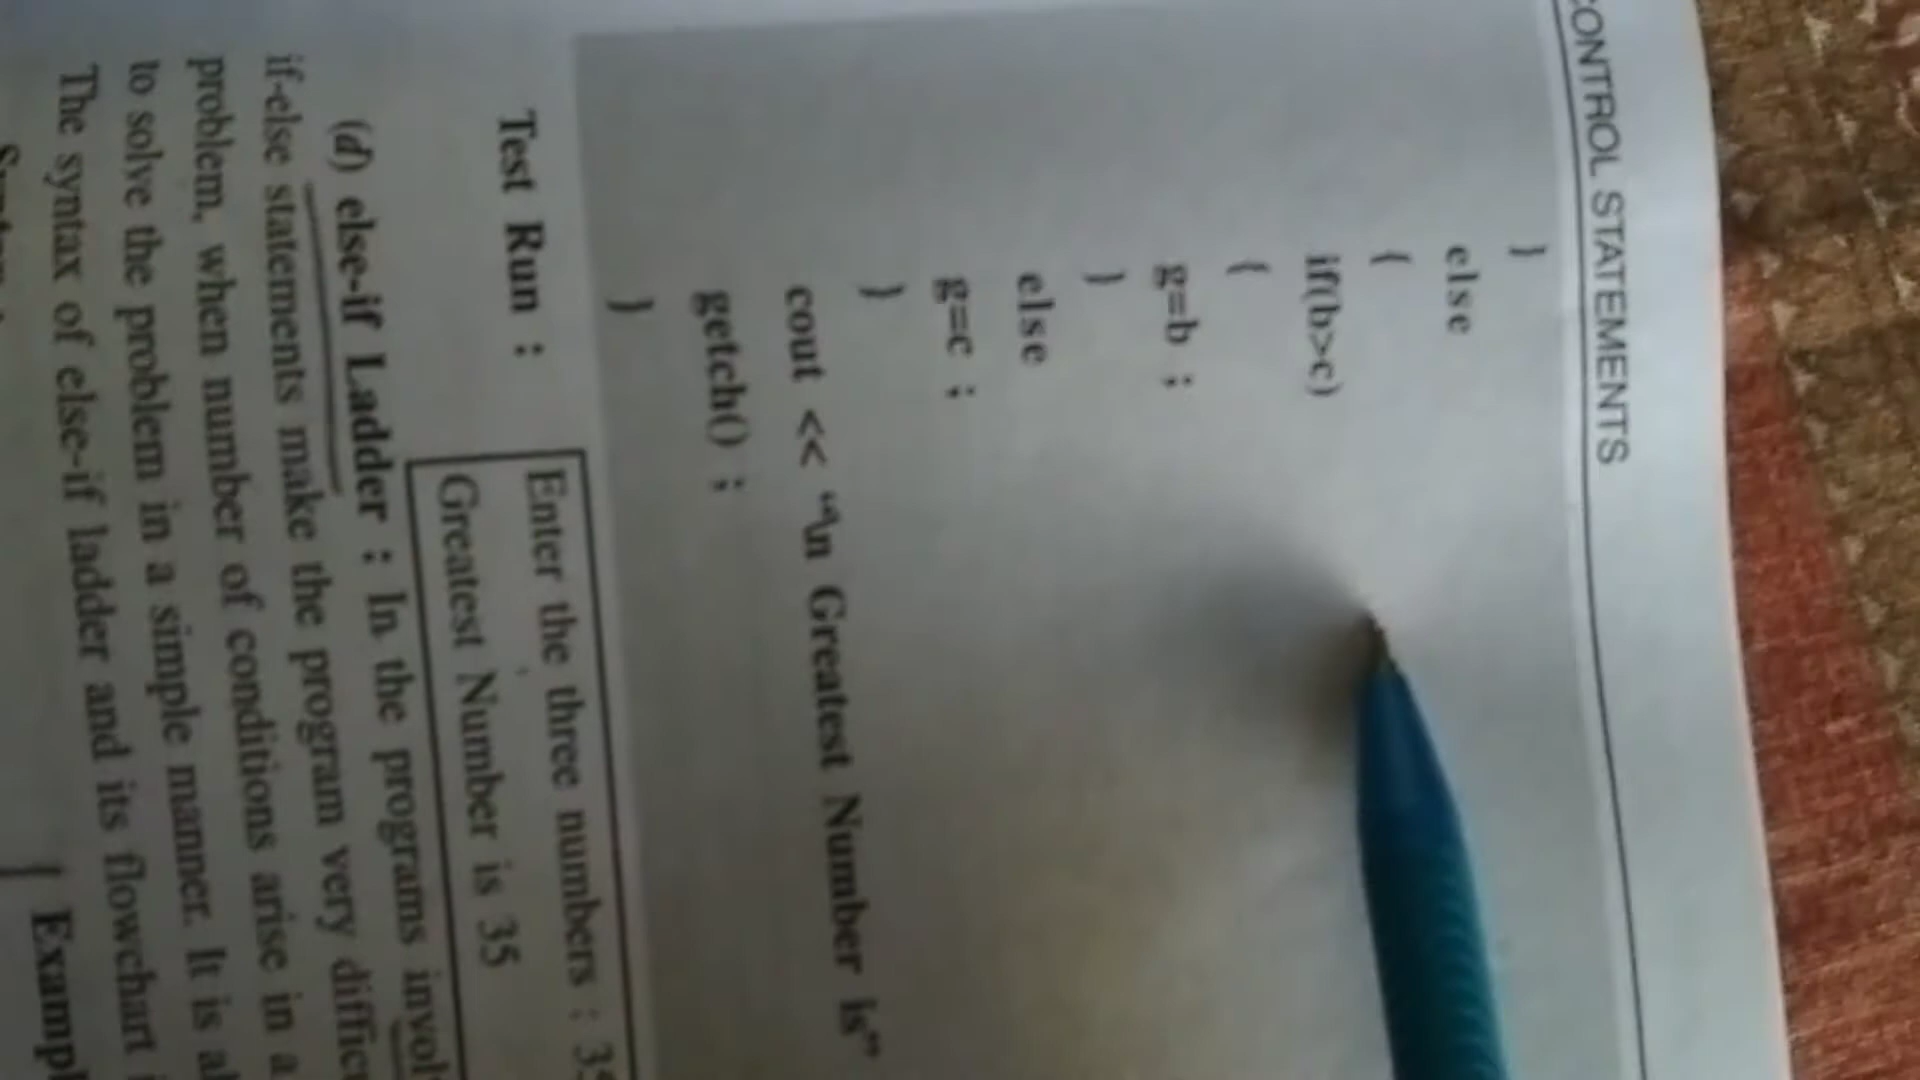 CONTROL STATEMENTS
}
else
{
if(b>c)
{
g=b ;
}
else
g=c ;
}
cout << "\n Greatest Number is"
getch() ;
}
Test Run :
Enter the three numbers : 35
Greatest Number is 35
(d) else-if Ladder : In the programs
if-else statements make the program very
problem, when number of conditions arise in a
to solve the problem in a simple manner. It is
The syntax of else-if ladder and its flowchart